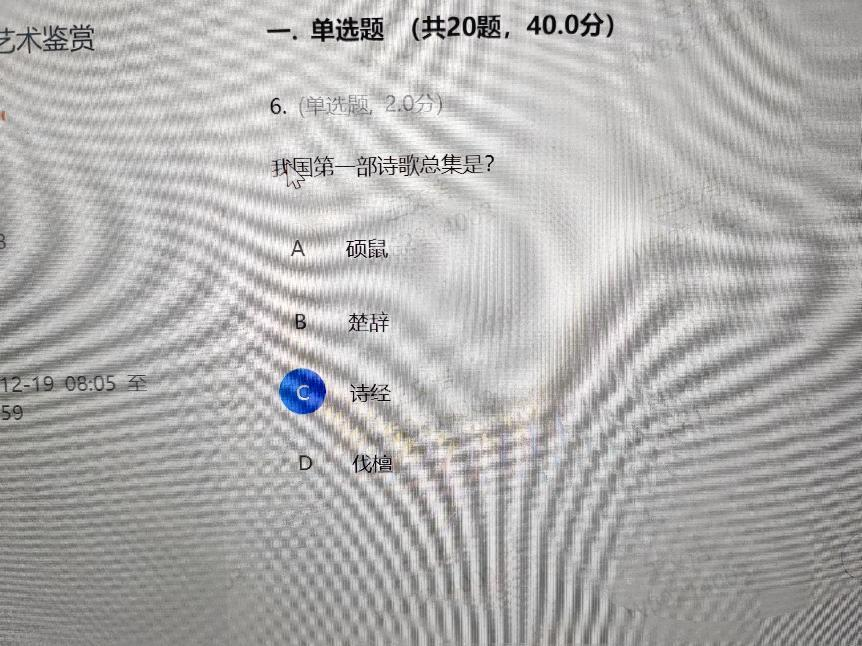 艺术鉴赏
一. 单选题 （共20题，40.0分）
6. (单选题, 2.0分)
我国第一部诗歌总集是?
A 硕鼠
B 楚辞
C 诗经
12-19 08:05 至
59
D 伐檀